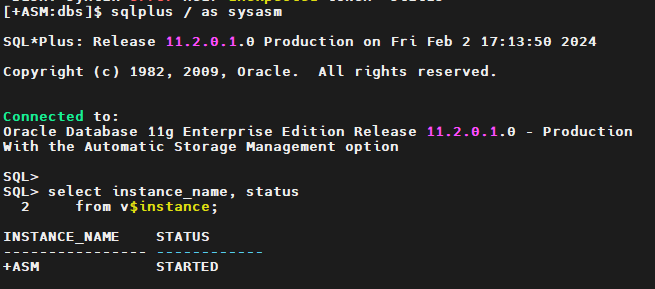 [+ASM:dbs]$ sqlplus / as sysasm
SQL*Plus: Release 11.2.0.1.0 Production on Fri Feb 2 17:13:50 2024
Copyright (c) 1982, 2009, Oracle.  All rights reserved.
Connected to:
Oracle Database 11g Enterprise Edition Release 11.2.0.1.0 - Production
With the Automatic Storage Management option
SQL>
SQL> select instance_name, status
  2     from v$instance;
INSTANCE_NAME    STATUS
---------------- ------------
+ASM             STARTED